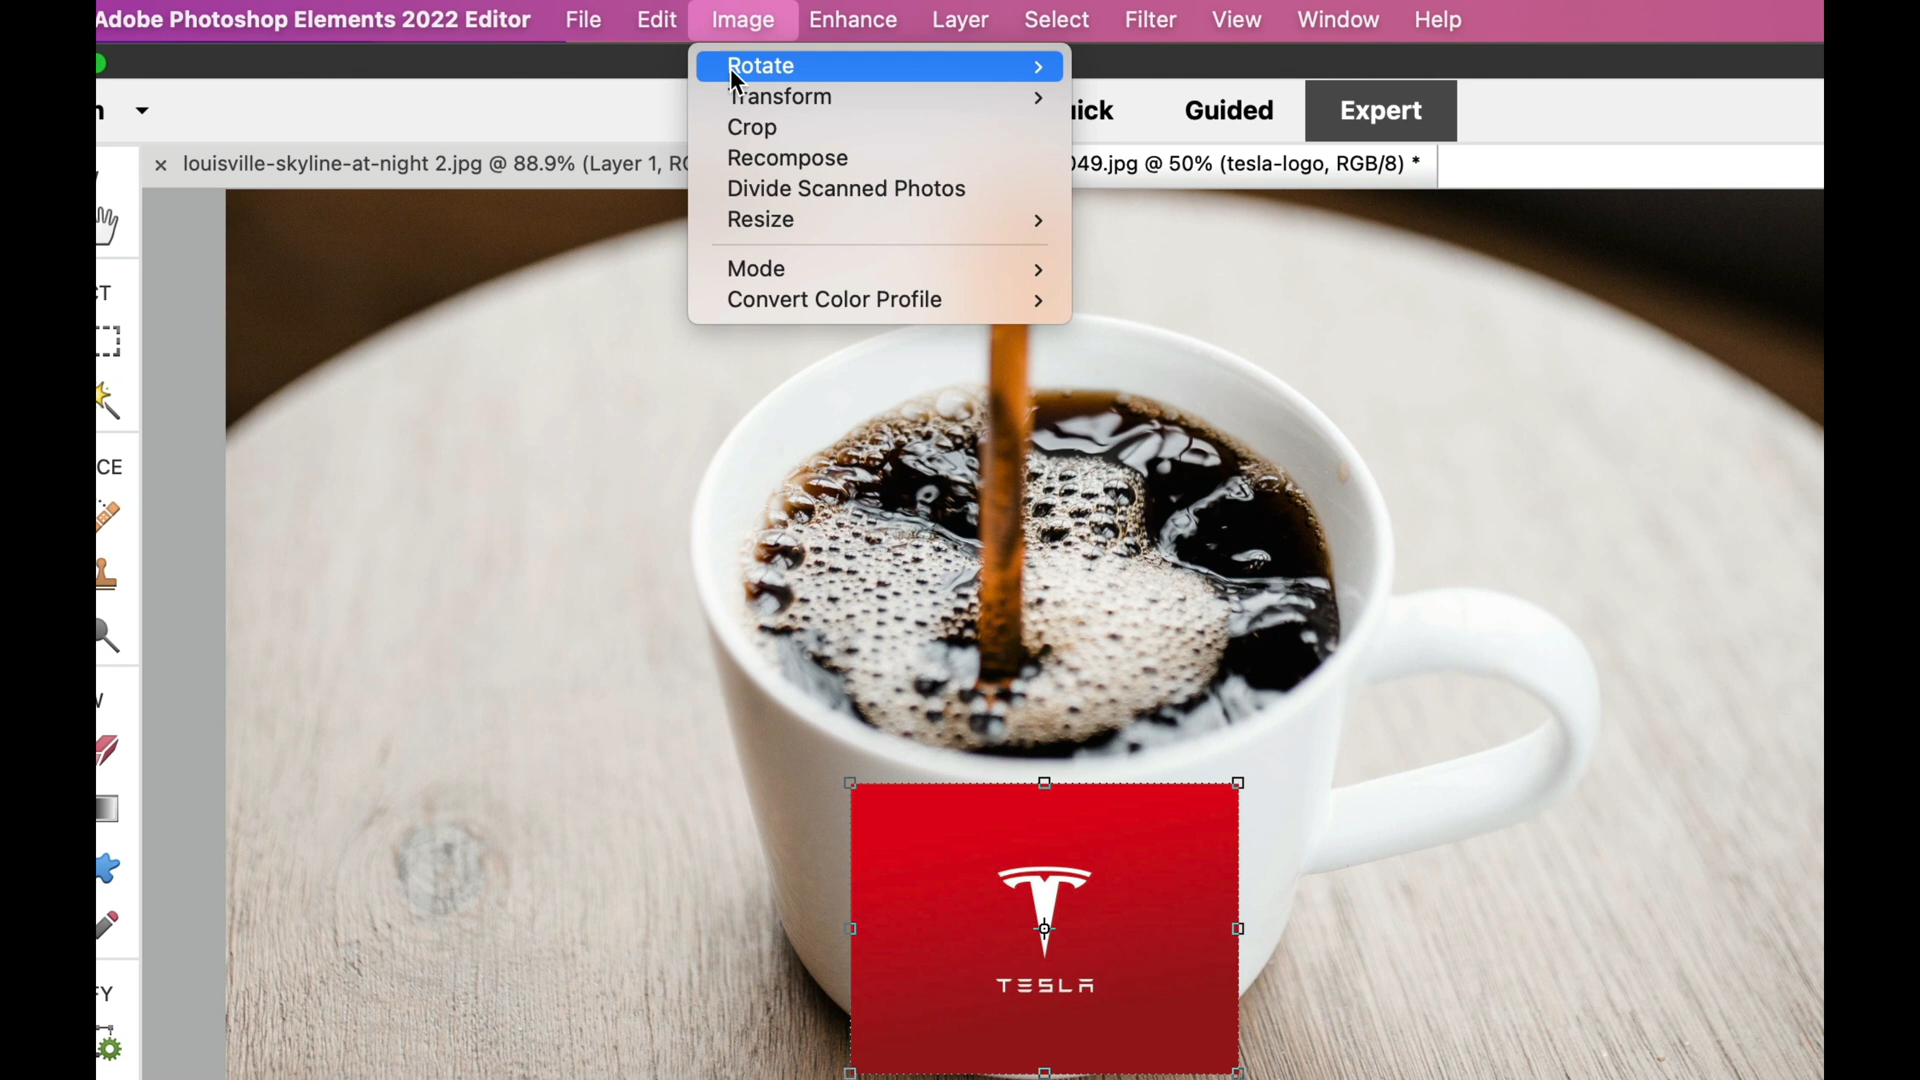 Adobe Photoshop Elements 2022 Editor File Edit Image Enhance Layer Select Filter View Window Help
Rotate
Transform
Crop
Recompose
Divide Scanned Photos
Resize
Mode
Convert Color Profile
Guided Expert
louisville-skyline-at-night 2.jpg @ 88.9% (Layer 1,
049.jpg @ 50% (tesla-logo, RGB/8) *
TESLA